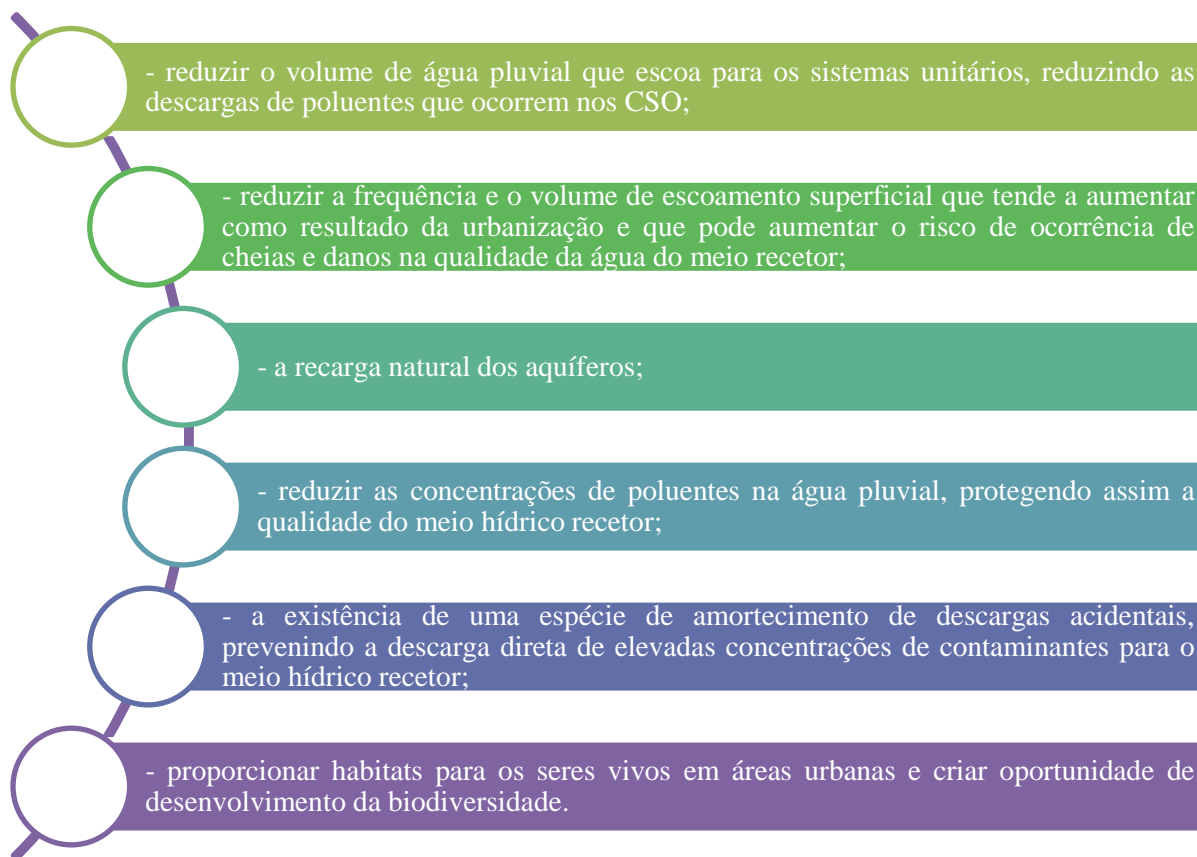 - reduzir o volume de água pluvial que escoa para os sistemas unitários, reduzindo as
descargas de poluentes que ocorrem nos CSO;
- reduzir a frequência e o volume de escoamento superficial que tende a aumentar
como resultado da urbanização e que pode aumentar o risco de ocorrência de
cheias e danos na qualidade da água do meio recetor;
- a recarga natural dos aquíferos;
- reduzir as concentrações de poluentes na água pluvial, protegendo assim a
qualidade do meio hídrico recetor;
- a existência de uma espécie de amortecimento de descargas acidentais,
prevenindo a descarga direta de elevadas concentrações de contaminantes para o
meio hídrico recetor;
- proporcionar habitats para os seres vivos em áreas urbanas e criar oportunidade de
desenvolvimento da biodiversidade.